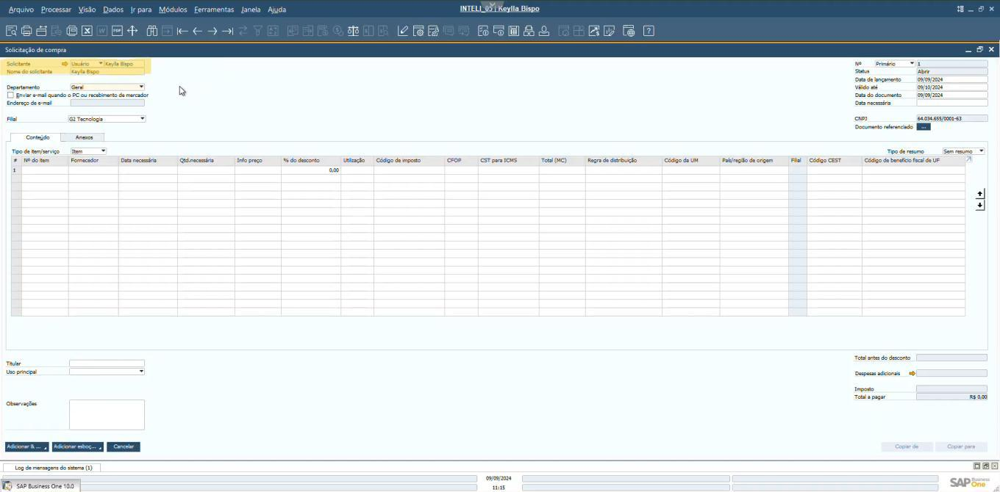 Arquivo Processar Visão Dados Ir para Módulos Ferramentas Janela Ajuda
INTELI_05 | Keylla Bispo
Solicitação de compra
Solicitante Usuário Keylla Bispo
Nome do solicitante Keylla Bispo
Departamento Geral
Enviar e-mail quando o PC ou recebimento de mercador
Endereço de e-mail
Filial G2 Tecnologia
Nº Primário 1
Status Abrir
Data de lançamento 09/09/2024
Válido até 09/10/2024
Data do documento 09/09/2024
Data necessária
CNPJ 64.034.655/0001-63
Documento referenciado ...
Conteúdo Anexos
Tipo de item/serviço Item
Tipo de resumo Sem resumo
# Nº do item Fornecedor Data necessária Qtd.necessária Info preço % do desconto Utilização Código de imposto CFOP CST para ICMS Total (MC) Regra de distribuição Código da UM País/região de origem Filial Código CEST Código de benefício fiscal de UF
1 0,00
Titular
Uso principal
Observações
Total antes do desconto
Despesas adicionais
Imposto
Total a pagar R$ 0,00
Adicionar & ... Adicionar esboç... Cancelar
Copiar de Copiar para
Log de mensagens do sistema (1)
09/09/2024
11:15
SAP Business One 10.0
SAP Business One